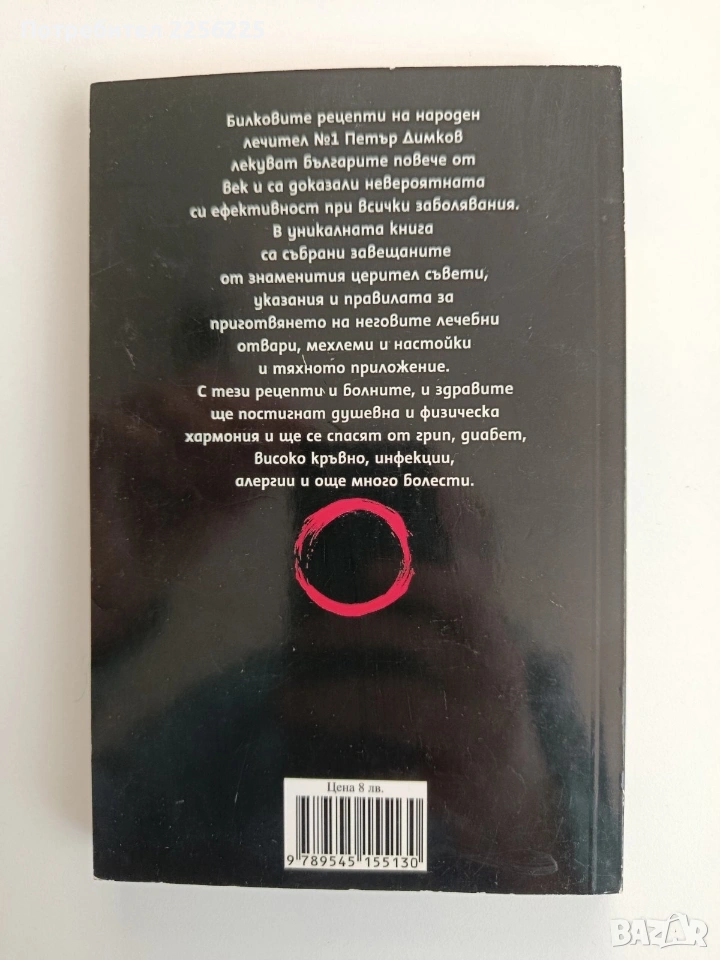 Потребител 2256225
Билковите рецепти на народен
лечител №1 Петър Димков
лекуват българите повече от
век и са доказали невероятната
си ефективност при всички заболявания.
В уникалната книга
са събрани завещаните
от знаменития церител съвети,
указания и правилата за
приготвянето на неговите лечебни
отвари, мехлеми и настойки
и тяхното приложение.
С тези рецепти и болните, и здравите
ще постигнат душевна и физическа
хармония и ще се спасят от грип, диабет,
високо кръвно, инфекции,
алергии и още много болести.
Цена 8 лв.
9 789545 155130
BAZAR